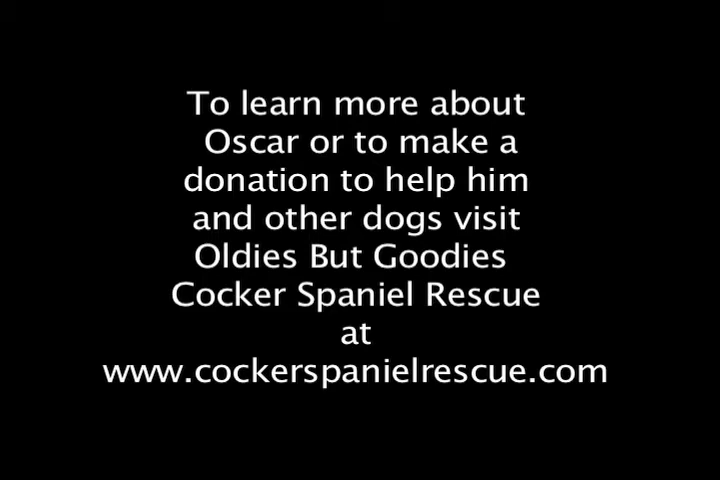 To learn more about
Oscar or to make a
donation to help him
and other dogs visit
Oldies But Goodies
Cocker Spaniel Rescue
at
www.cockerspanielrescue.com